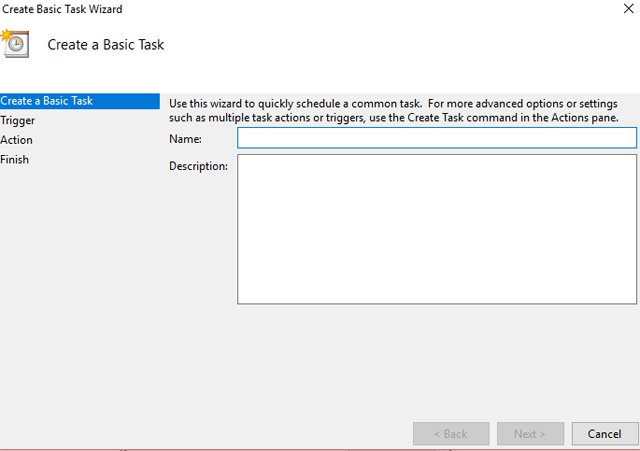 Create Basic Task Wizard
Create a Basic Task
Create a Basic Task
Trigger
Action
Finish
Use this wizard to quickly schedule a common task.  For more advanced options or settings
such as multiple task actions or triggers, use the Create Task command in the Actions pane.
Name:
Description:
< Back
Next >
Cancel